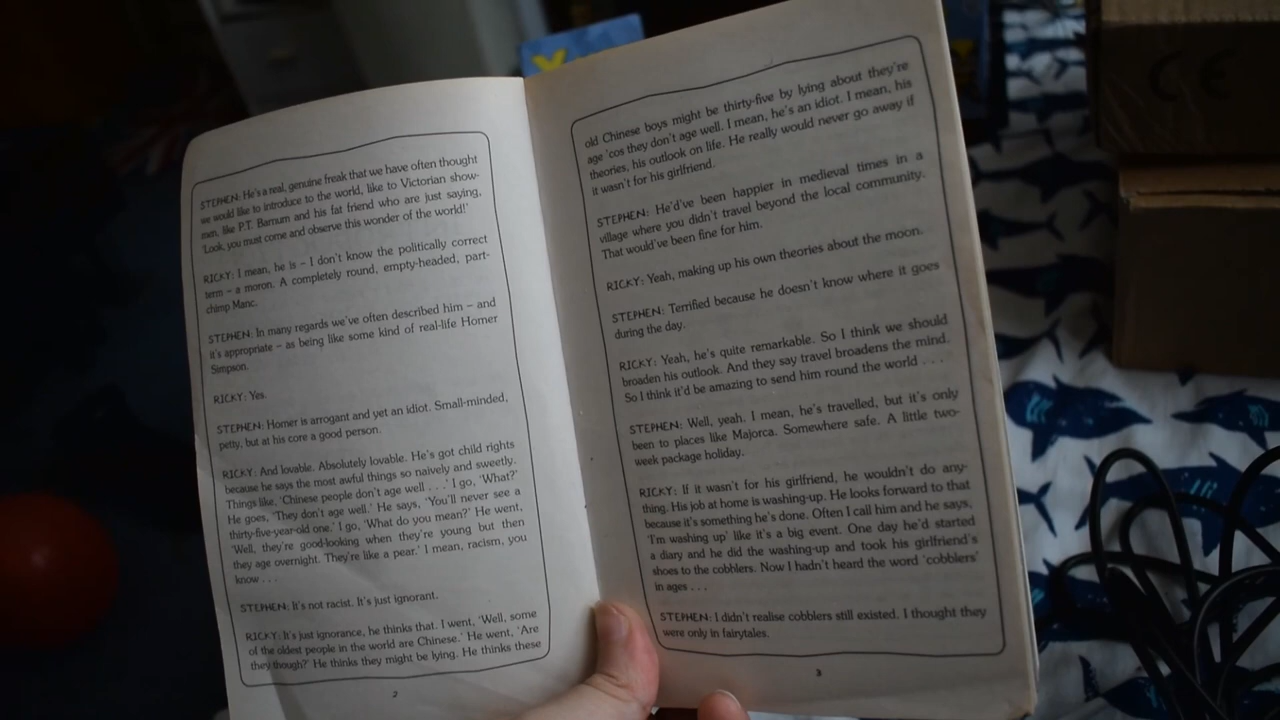 STEPHEN: He's a real, genuine freak that we have often thought
we would like to introduce to the world, like to Victorian show-
men, like P.T. Barnum and his fat friend who are just saying,
'Look, you must come and observe this wonder of the world!'
RICKY: I mean, he is – I don't know the politically correct
term – a moron. A completely round, empty-headed, part-
chimp Manc.
STEPHEN: In many regards we've often described him – and
it's appropriate – as being like some kind of real-life Homer
Simpson.
RICKY: Yes.
STEPHEN: Homer is arrogant and yet an idiot. Small-minded,
petty, but at his core a good person.
RICKY: And lovable. Absolutely lovable. He's got child rights
because he says the most awful things so naively and sweetly.
Things like, 'Chinese people don't age well . . .' I go, 'What?'
He goes, 'They don't age well.' He says, 'You'll never see a
thirty-five-year-old one.' I go, 'What do you mean?' He went,
'Well, they're good-looking when they're young but then
they age overnight. They're like a pear.' I mean, racism, you
know . . .
STEPHEN: It's not racist. It's just ignorant.
RICKY: It's just ignorance, he thinks that. I went, 'Well, some
of the oldest people in the world are Chinese.' He went, 'Are
they though?' He thinks they might be lying. He thinks these
2
old Chinese boys might be thirty-five by lying about they're
age 'cos they don't age well. I mean, he's an idiot. I mean, his
theories, his outlook on life. He really would never go away if
it wasn't for his girlfriend.
STEPHEN: He'd've been happier in medieval times in a
village where you didn't travel beyond the local community.
That would've been fine for him.
RICKY: Yeah, making up his own theories about the moon.
STEPHEN: Terrified because he doesn't know where it goes
during the day.
RICKY: Yeah, he's quite remarkable. So I think we should
broaden his outlook. And they say travel broadens the mind.
So I think it'd be amazing to send him round the world . . .
STEPHEN: Well, yeah. I mean, he's travelled, but it's only
been to places like Majorca. Somewhere safe. A little two-
week package holiday.
RICKY: If it wasn't for his girlfriend, he wouldn't do any-
thing. His job at home is washing-up. He looks forward to that
because it's something he's done. Often I call him and he says,
'I'm washing up' like it's a big event. One day he'd started
a diary and he did the washing-up and took his girlfriend's
shoes to the cobblers. Now I hadn't heard the word 'cobblers'
in ages . . .
STEPHEN: I didn't realise cobblers still existed. I thought they
were only in fairytales.
3
CE